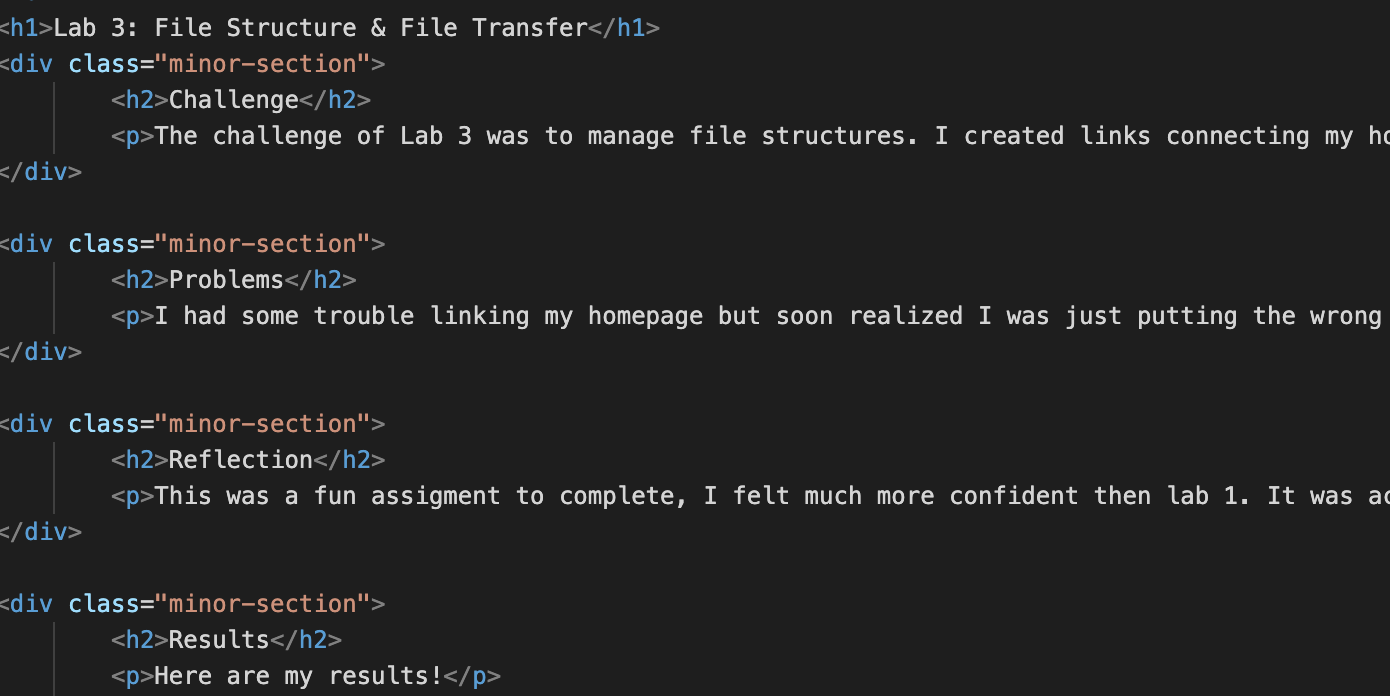 <h1>Lab 3: File Structure & File Transfer</h1>
<div class="minor-section">
<h2>Challenge</h2>
<p>The challenge of Lab 3 was to manage file structures. I created links connecting my
</div>
<div class="minor-section">
<h2>Problems</h2>
<p>I had some trouble linking my homepage but soon realized I was just putting the wrong
</div>
<div class="minor-section">
<h2>Reflection</h2>
<p>This was a fun assigment to complete, I felt much more confident then lab 1. It was
</div>
<div class="minor-section">
<h2>Results</h2>
<p>Here are my results!</p>